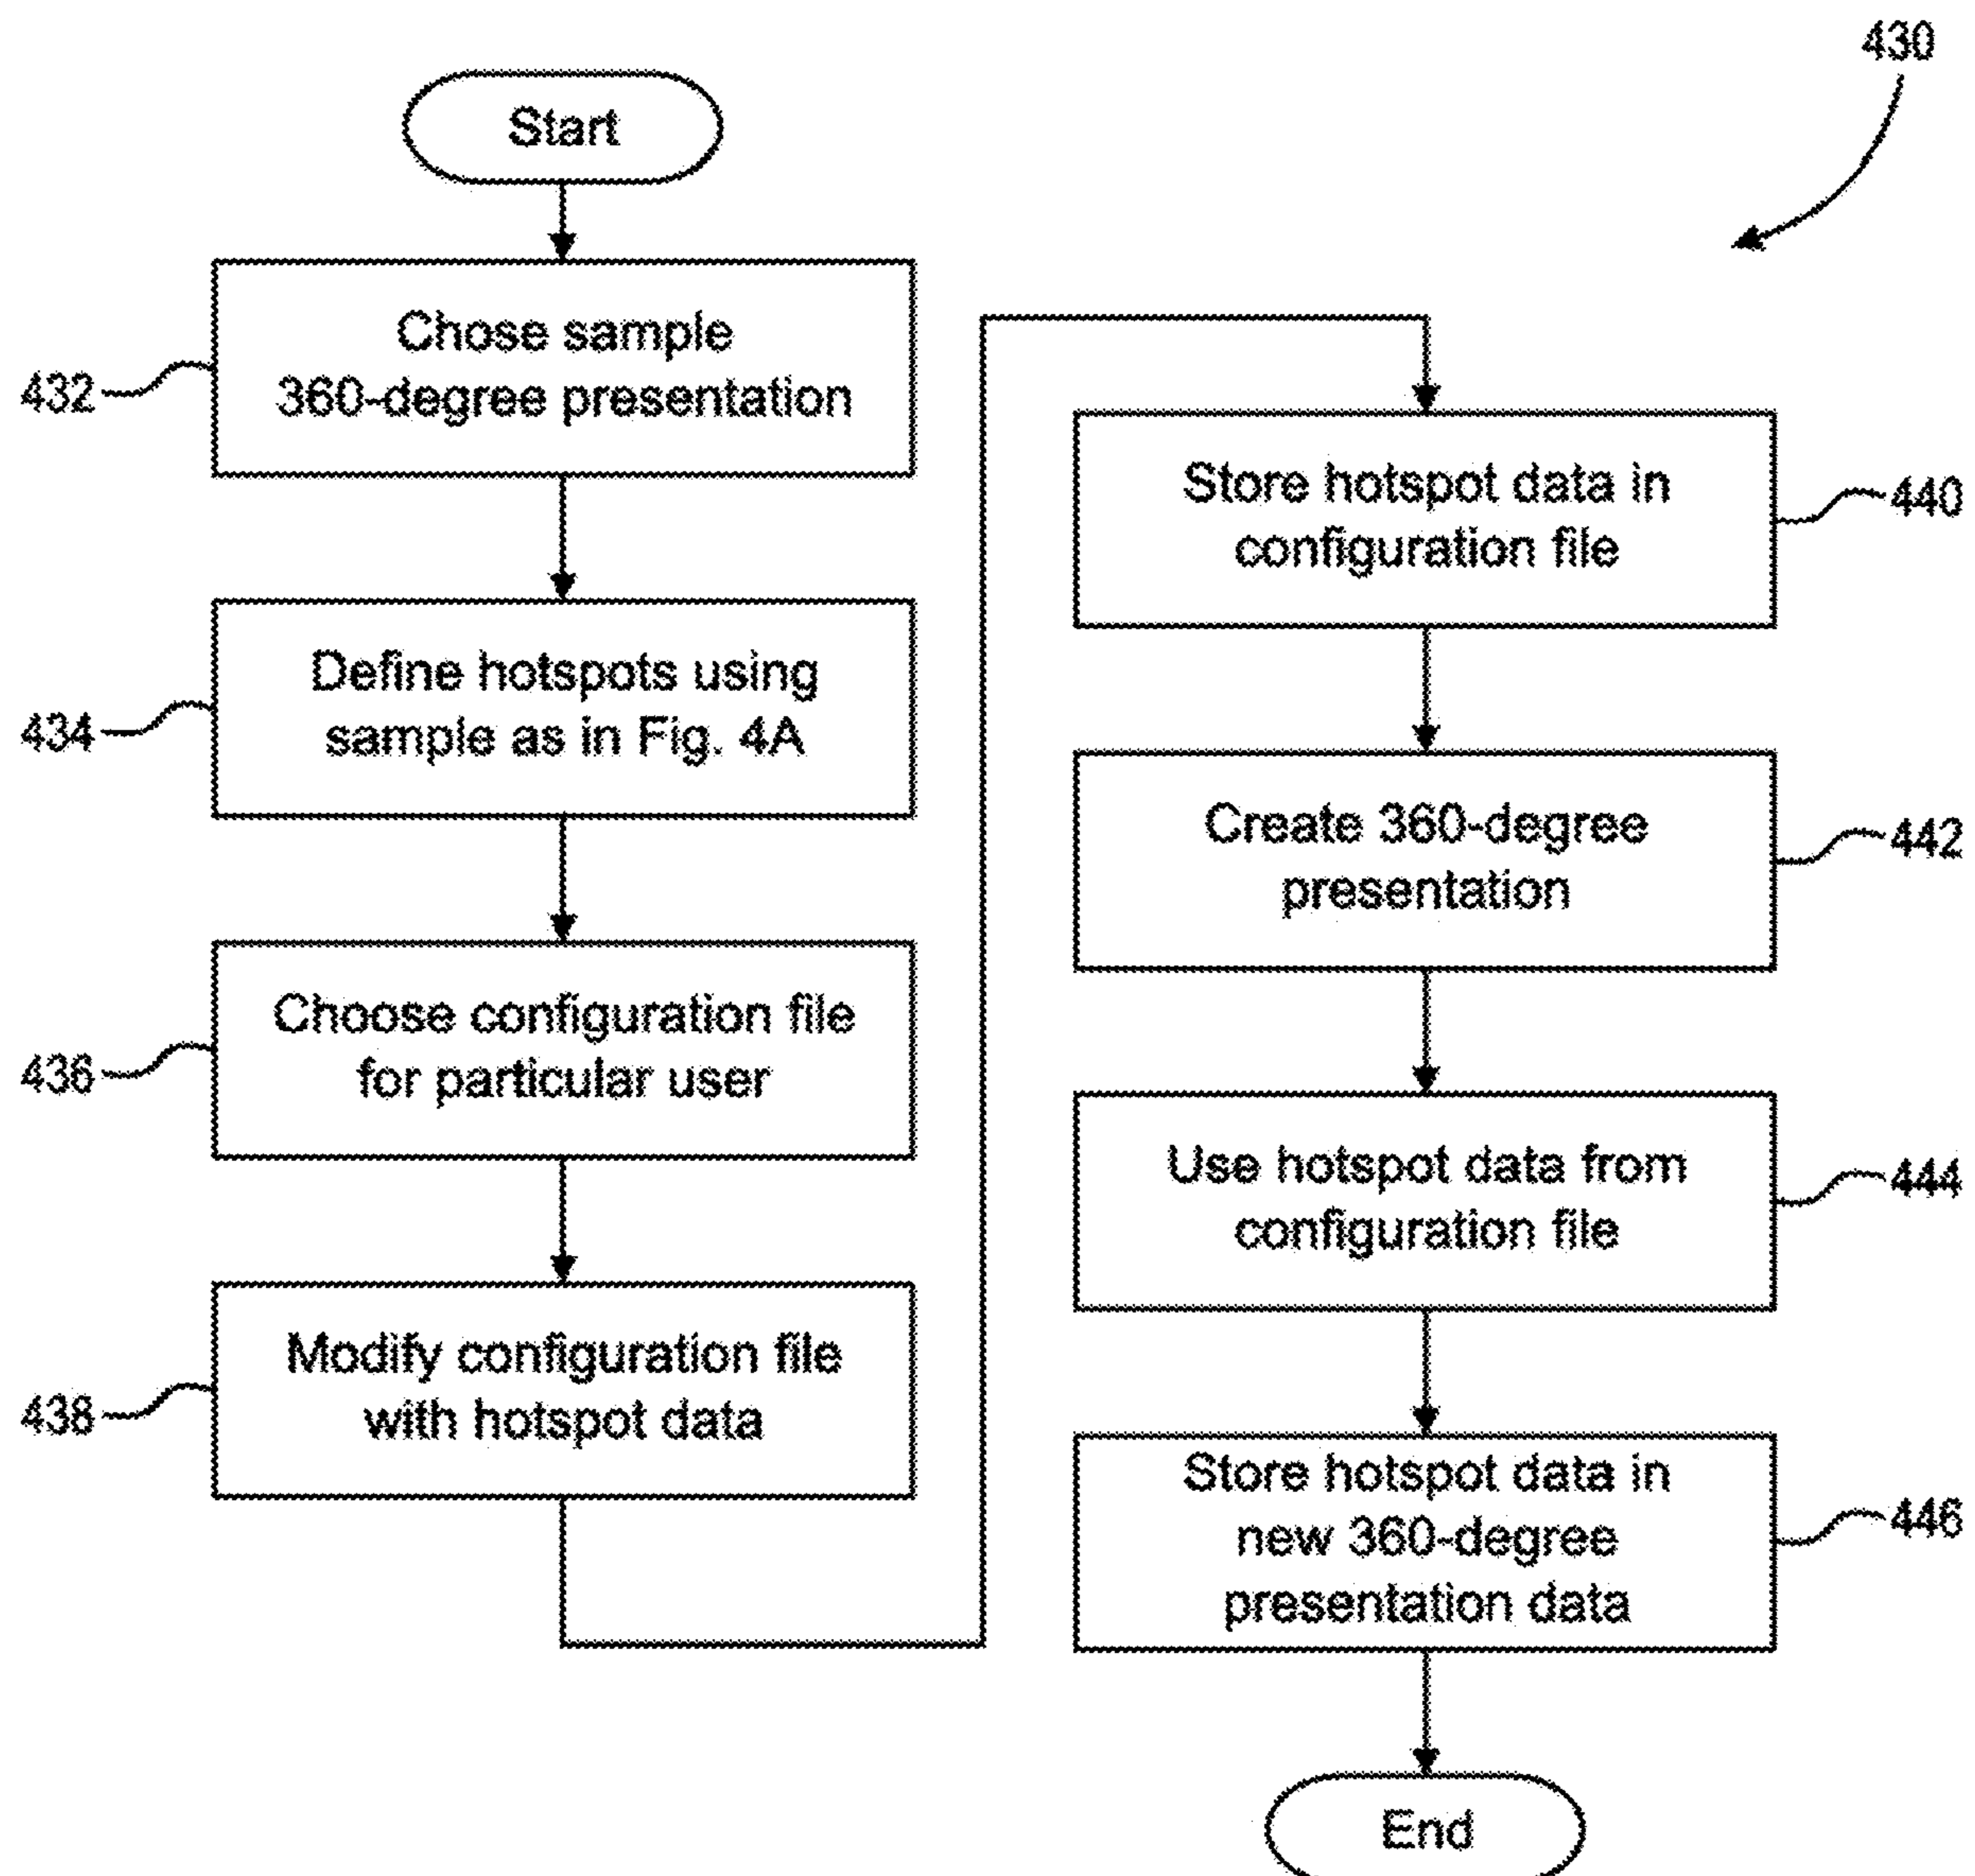 430
Start
Chose sample
360-degree presentation
432
Define hotspots using
sample as in Fig. 4A
434
Choose configuration file
for particular user
436
Modify configuration file
with hotspot data
438
Store hotspot data in
configuration file
440
Create 360-degree
presentation
442
Use hotspot data from
configuration file
444
Store hotspot data in
new 360-degree
presentation data
446
End